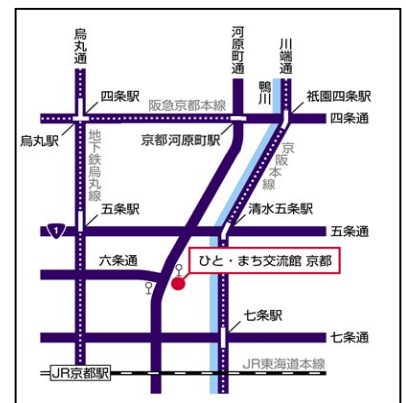 烏丸通
河原町通
川端通
鴨川
四条駅
阪急京都本線
祇園四条駅
四条通
烏丸駅
京都河原町駅
地下鉄烏丸線
京阪本線
五条駅
清水五条駅
1
五条通
六条通
ひと・まち交流館 京都
七条駅
七条通
JR東海道本線
JR京都駅